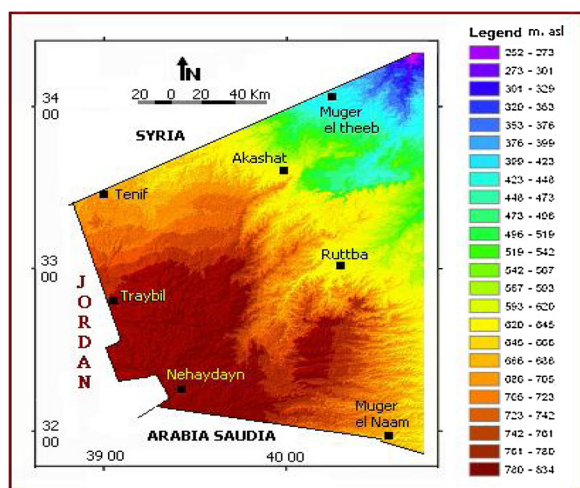 Legend m. asl
252 - 273
273 - 301
301 - 329
329 - 353
353 - 376
376 - 399
399 - 423
423 - 448
448 - 473
473 - 496
496 - 519
519 - 542
542 - 567
567 - 593
593 - 620
620 - 645
645 - 666
666 - 686
686 - 705
705 - 723
723 - 742
742 - 761
761 - 780
780 - 834
N
20 0 20 40 Km
34 00
33 00
32 00
39 00
40 00
SYRIA
JORDAN
ARABIA SAUDIA
Muger
el theeb
Akashat
Tenif
Ruttba
Traybil
Nehaydayn
Muger
el Naam